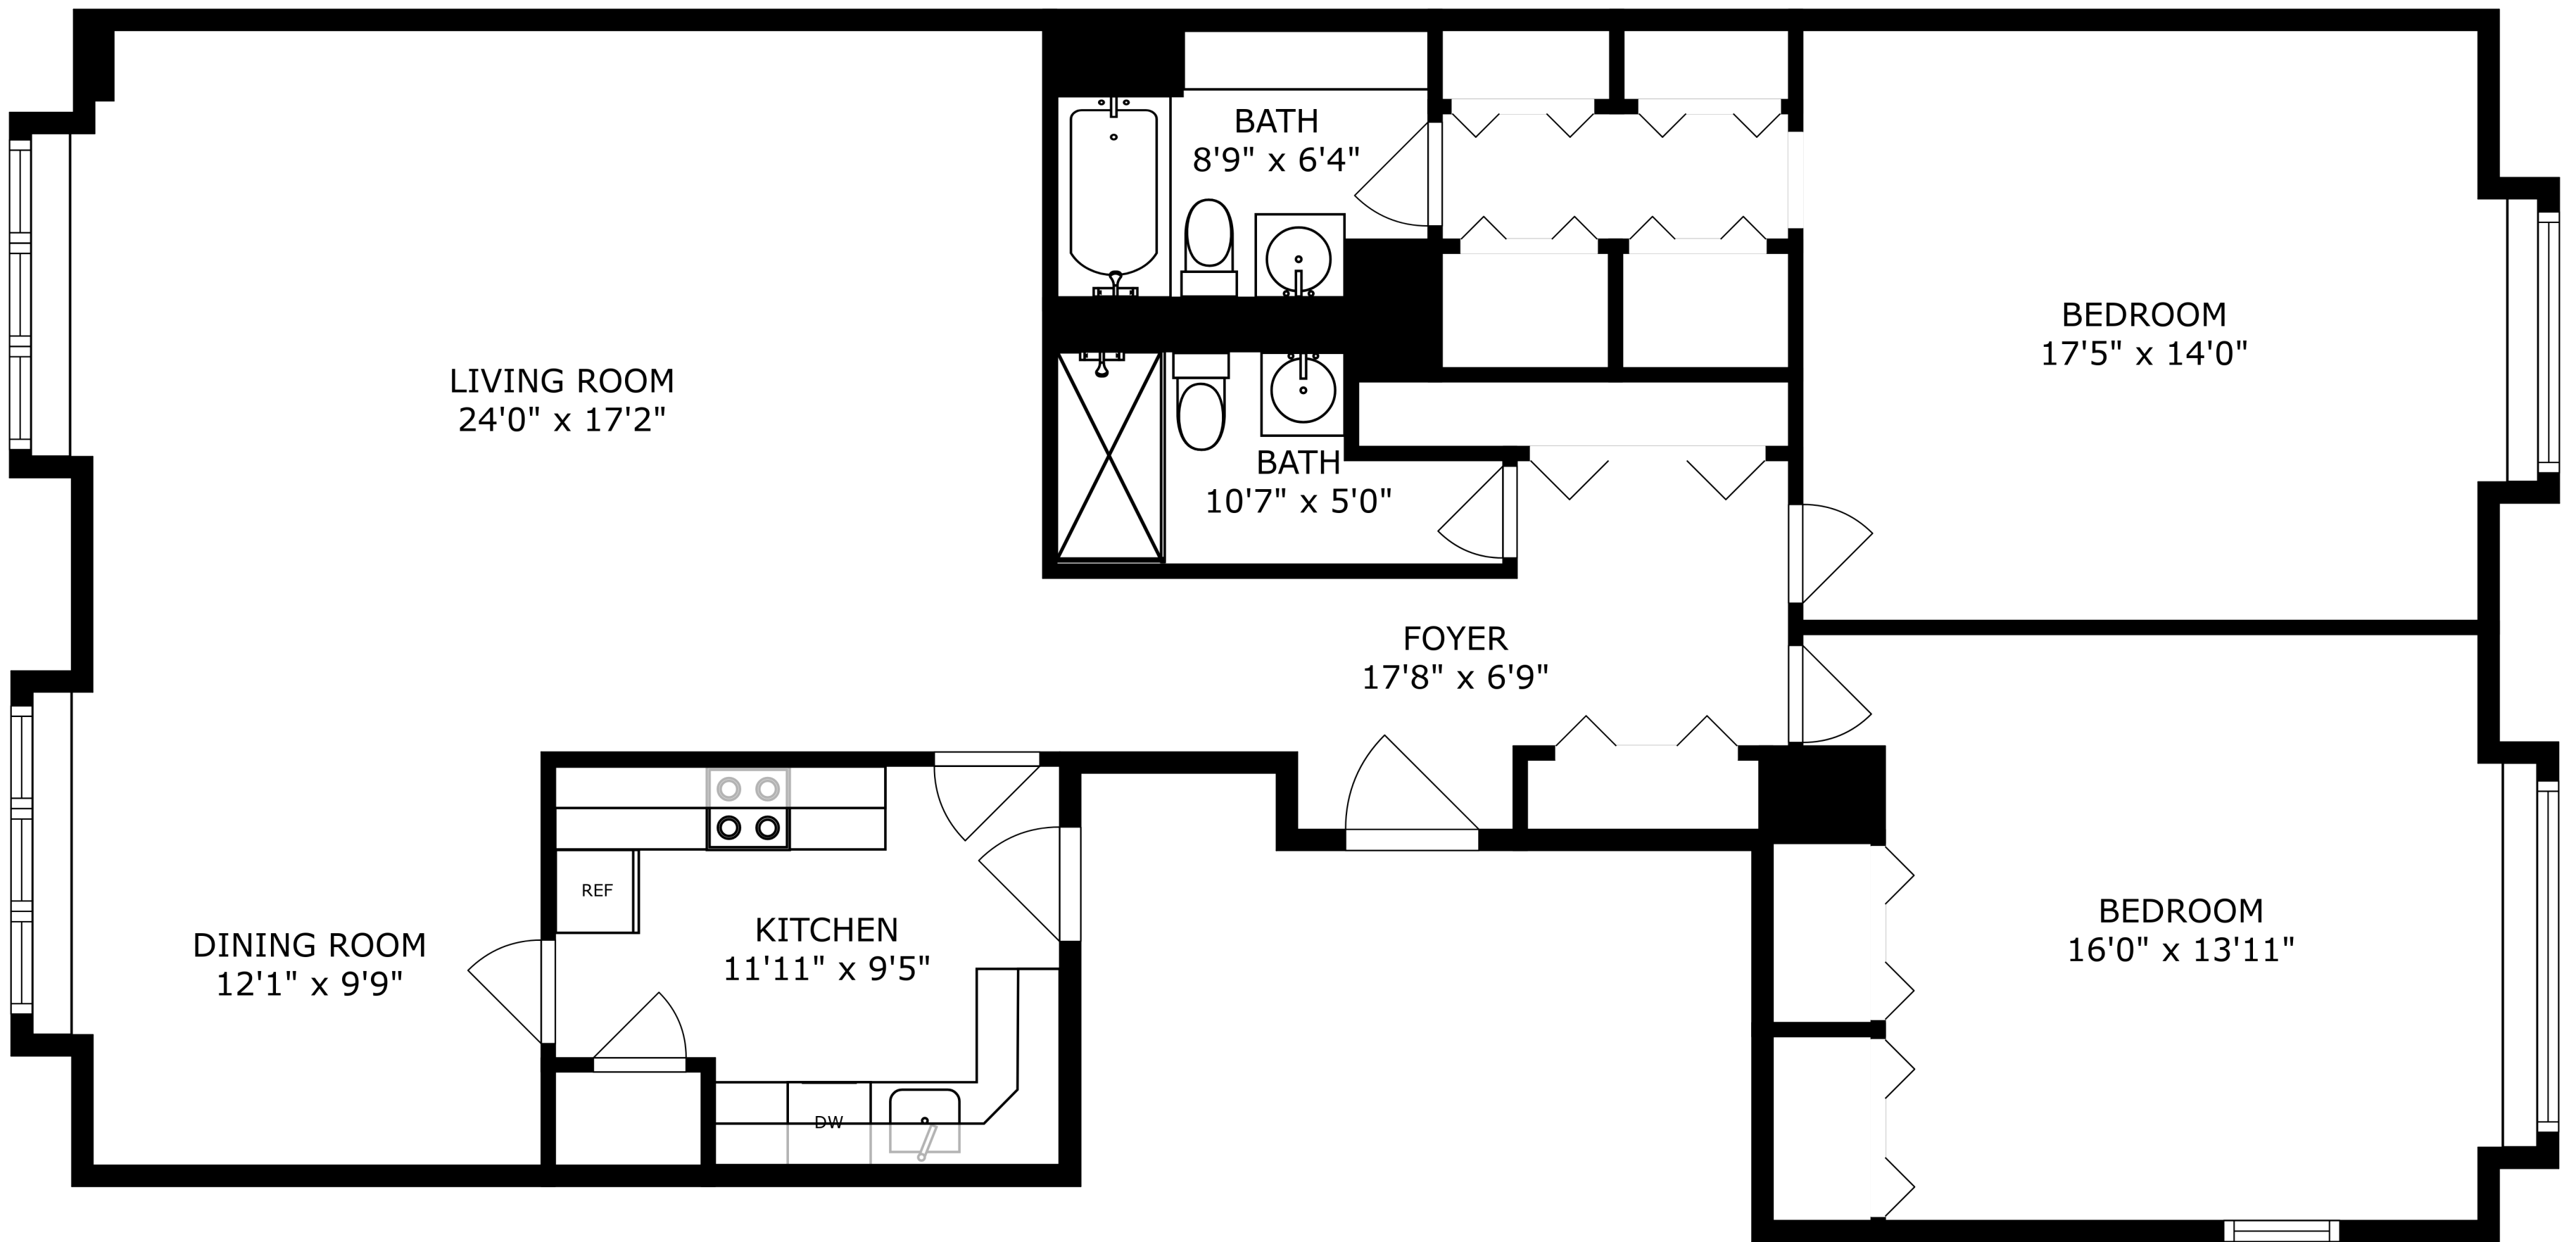 BATH
8'9" x 6'4"
BEDROOM
17'5" x 14'0"
LIVING ROOM
24'0" x 17'2"
BATH
10'7" x 5'0"
FOYER
17'8" x 6'9"
REF
KITCHEN
11'11" x 9'5"
DINING ROOM
12'1" x 9'9"
BEDROOM
16'0" x 13'11"
DW